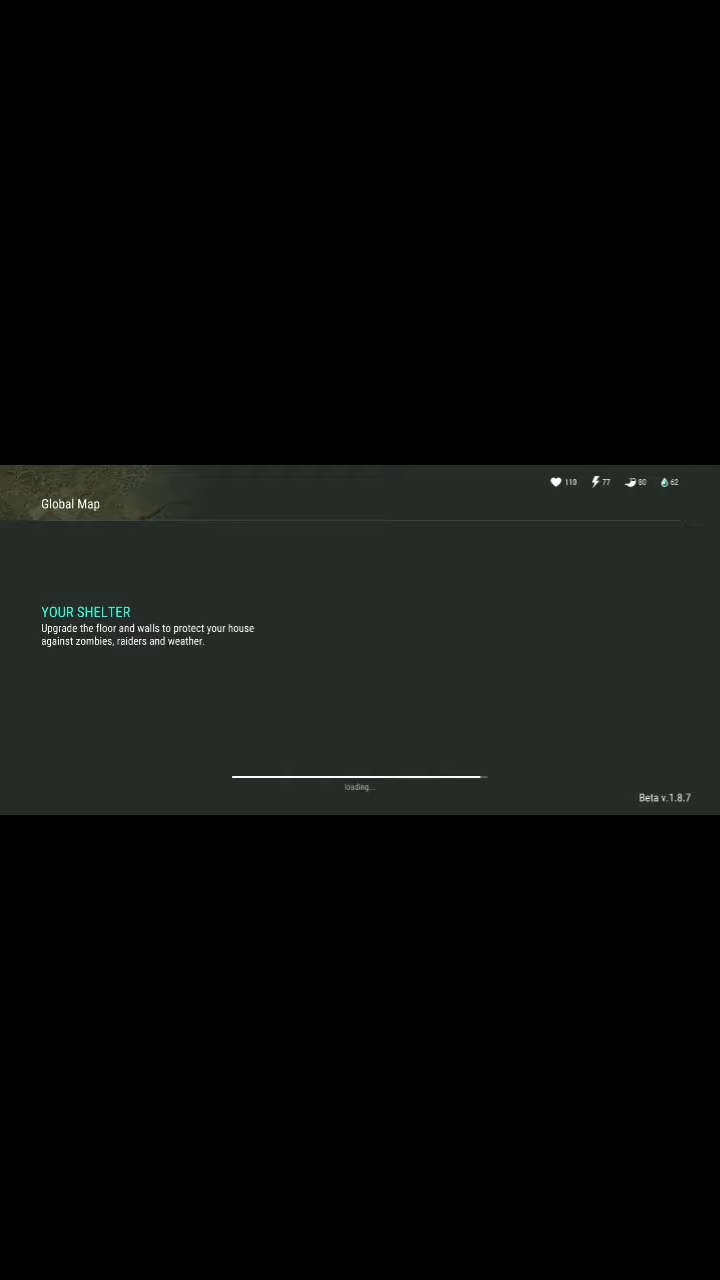 110 77 80 62
Global Map
YOUR SHELTER
Upgrade the floor and walls to protect your house
against zombies, raiders and weather.
loading...
Beta v.1.8.7